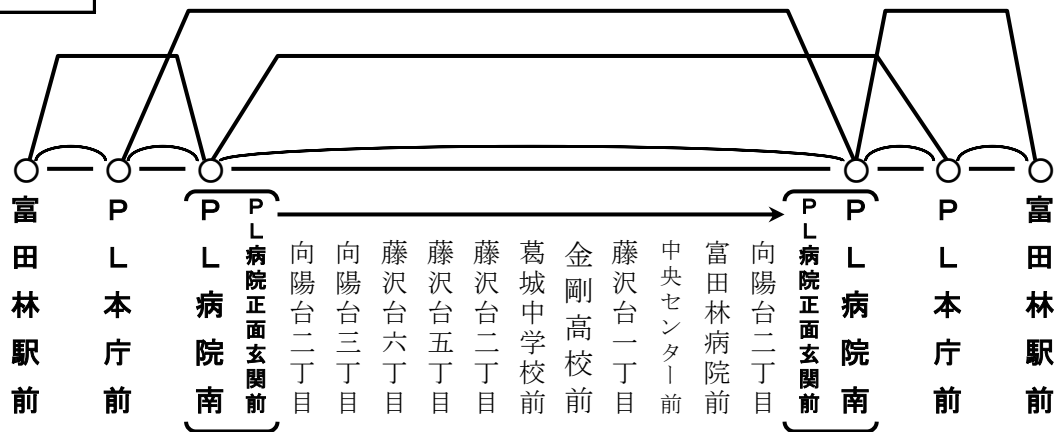 富田林駅前
ＰＬ本庁前
ＰＬ病院南
ＰＬ病院正面玄関前
向陽台二丁目
向陽台三丁目
藤沢台六丁目
藤沢台五丁目
藤沢台二丁目
葛城中学校前
金剛高校前
藤沢台一丁目
中央センター前
富田林病院前
向陽台二丁目
ＰＬ病院正面玄関前
ＰＬ病院南
ＰＬ本庁前
富田林駅前